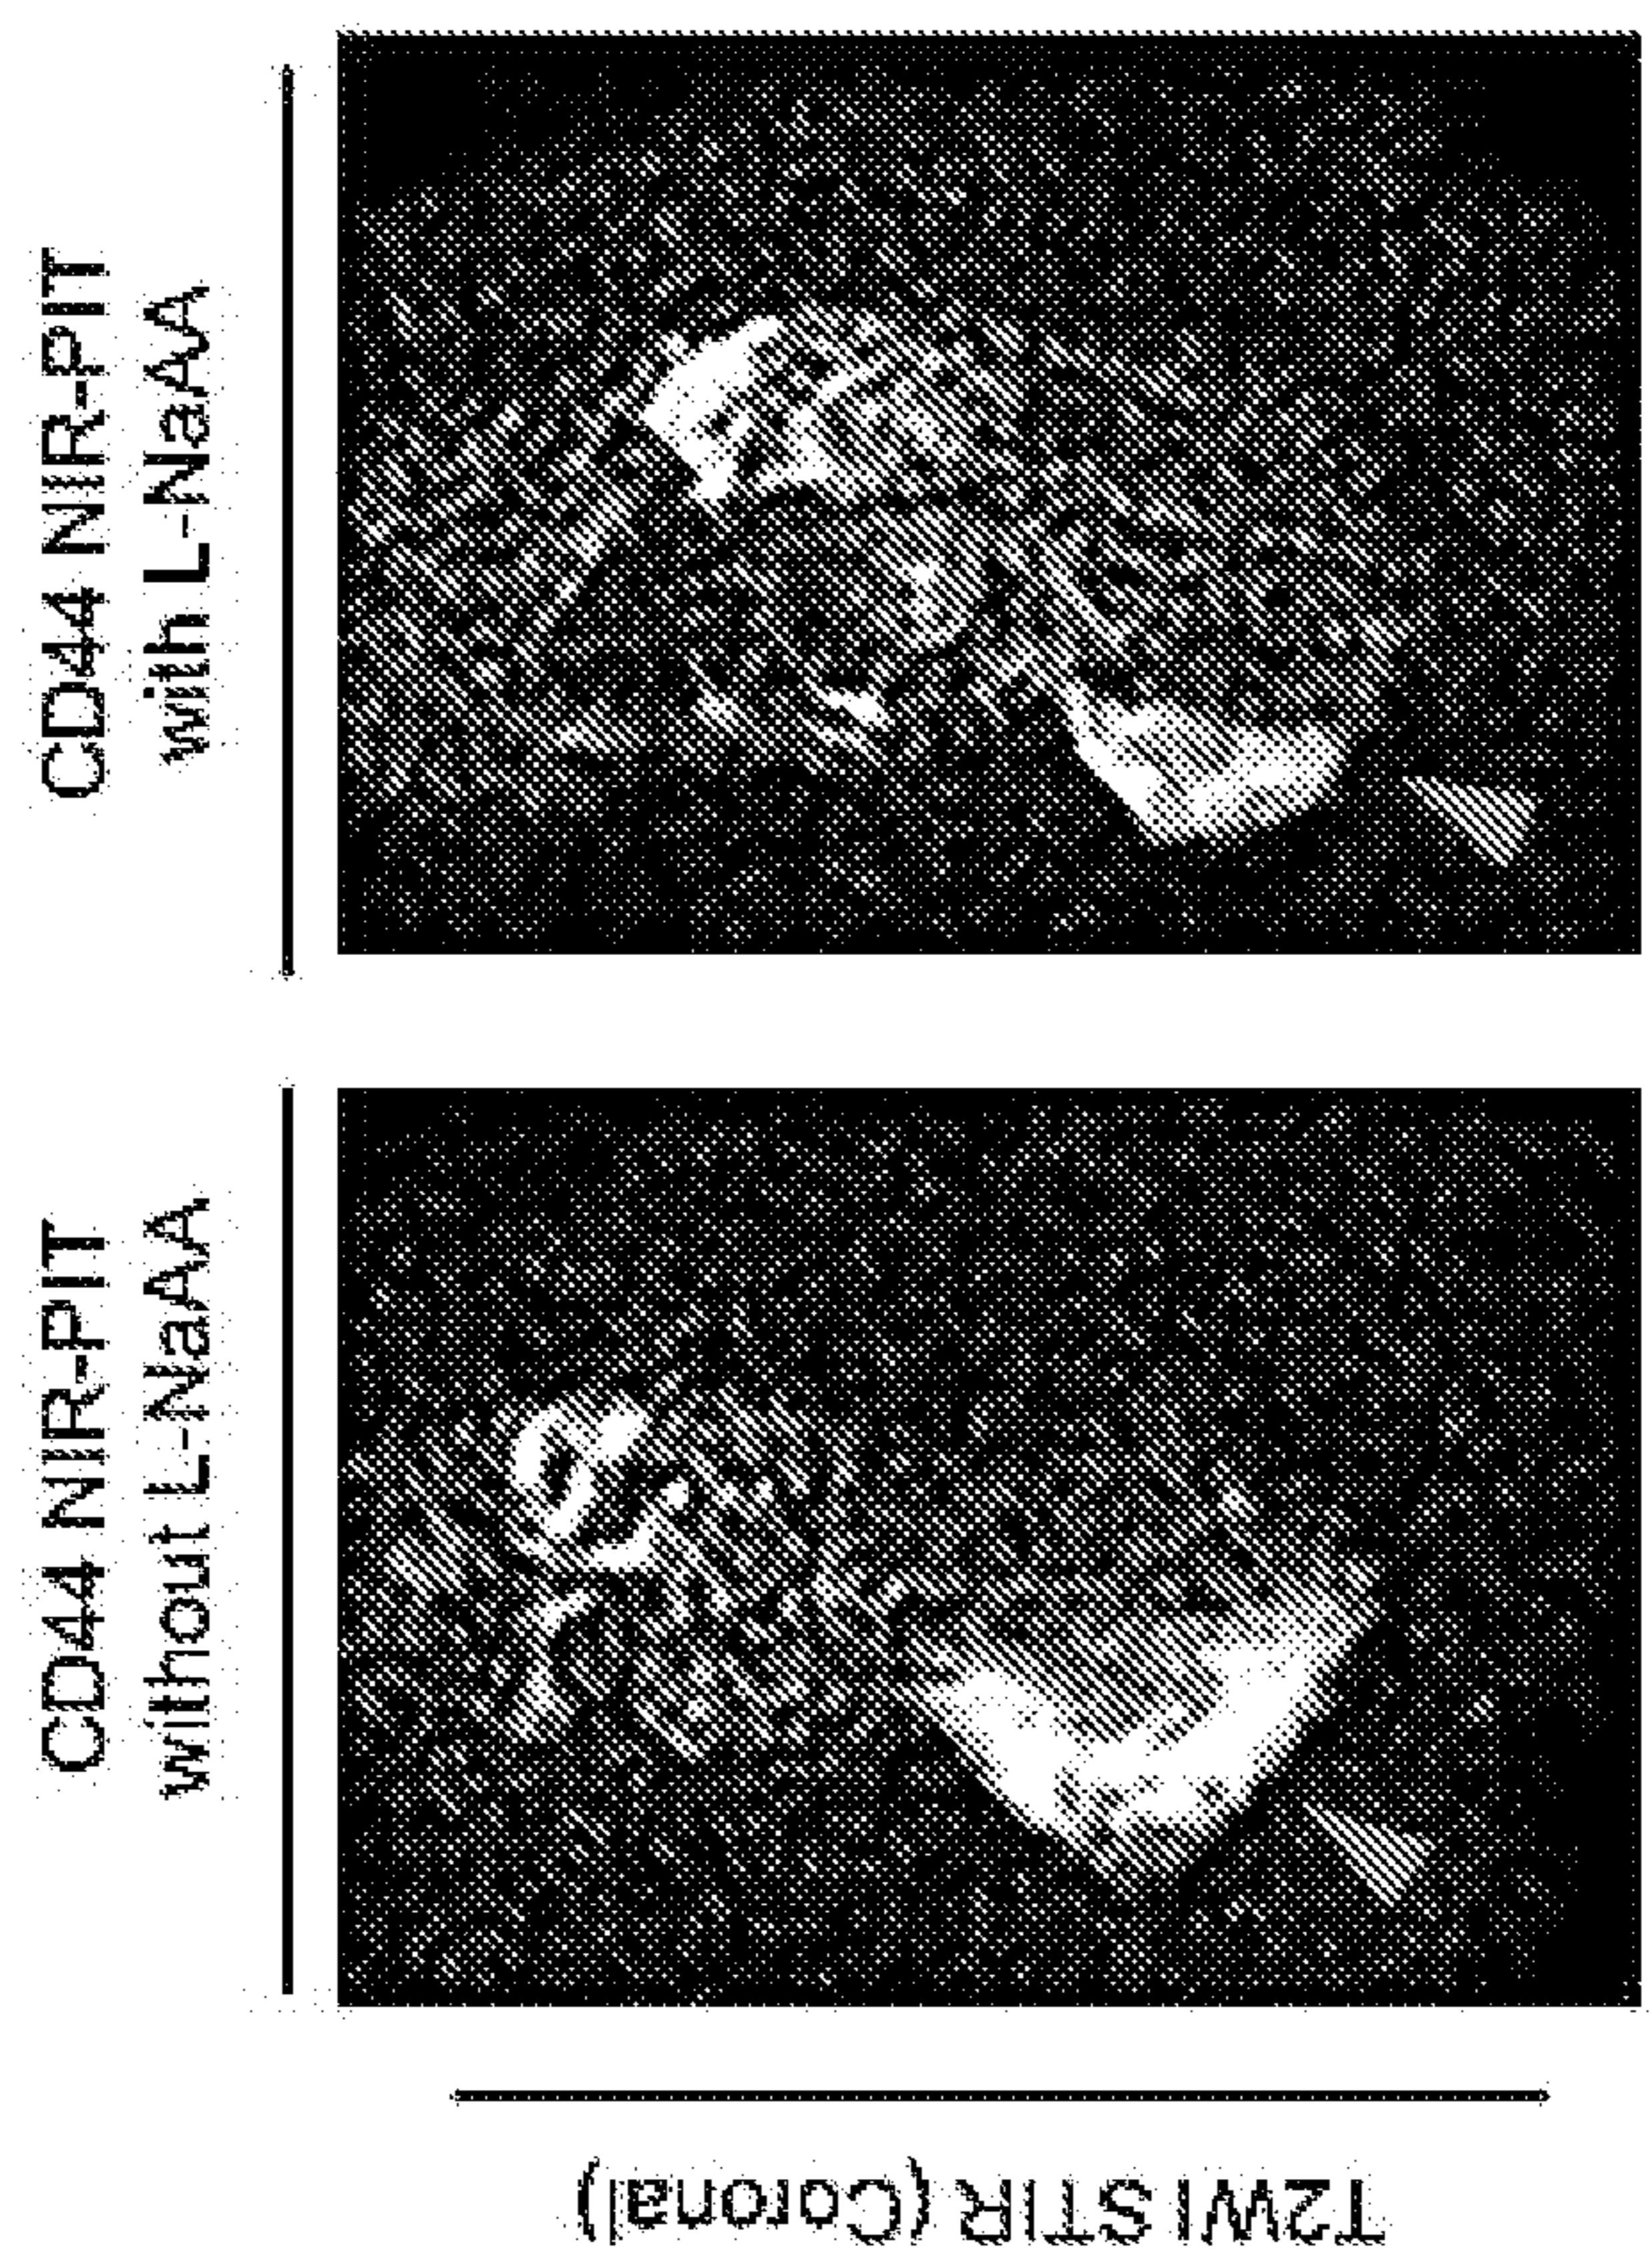 CD44 NIR-PIT
without L-NaAA
CD44 NIR-PIT
with L-NaAA
T2WI STIR (Coronal)